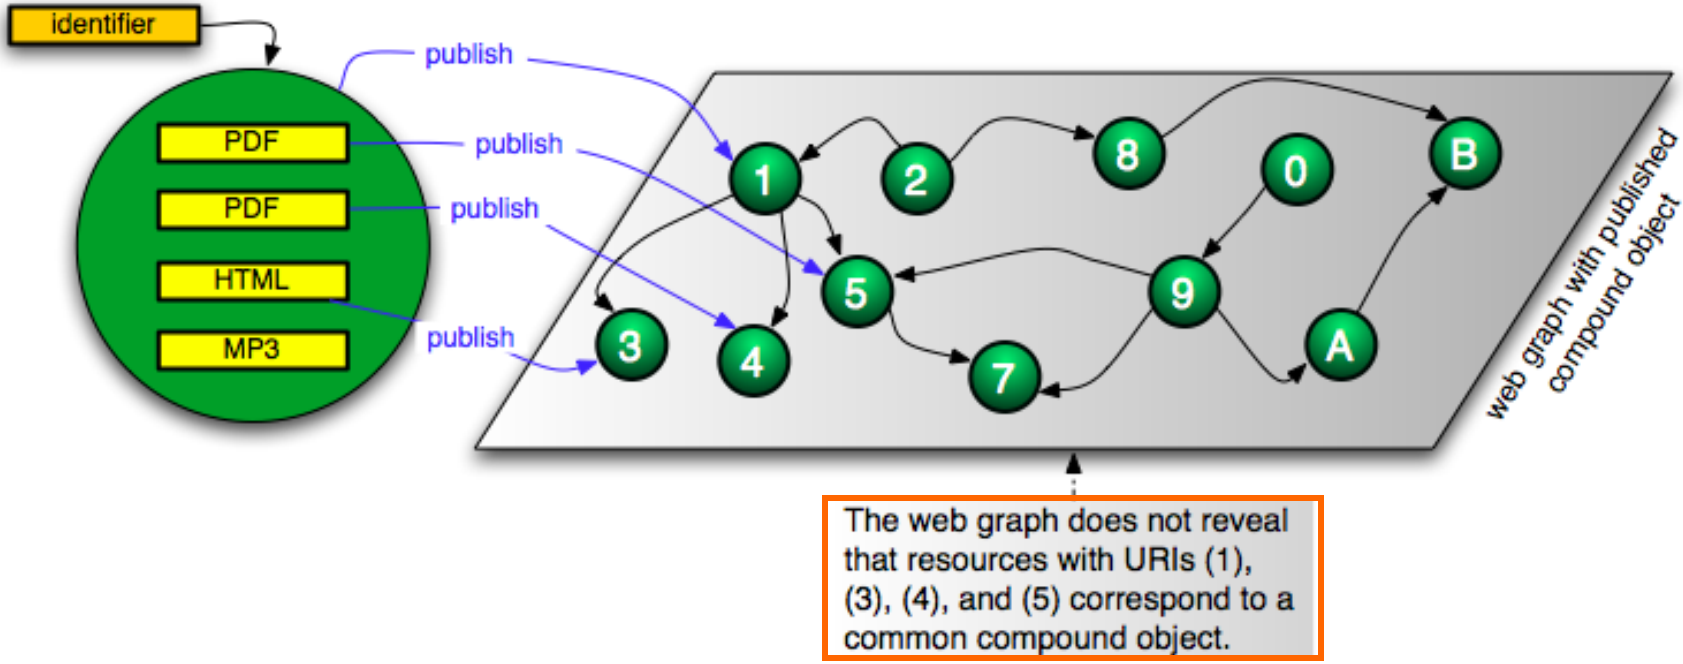 identifier
publish
PDF
publish
PDF
publish
HTML
publish
MP3
1
2
8
0
B
5
9
3
4
7
A
web graph with published
compound object
The web graph does not reveal
that resources with URIs (1),
(3), (4), and (5) correspond to a
common compound object.